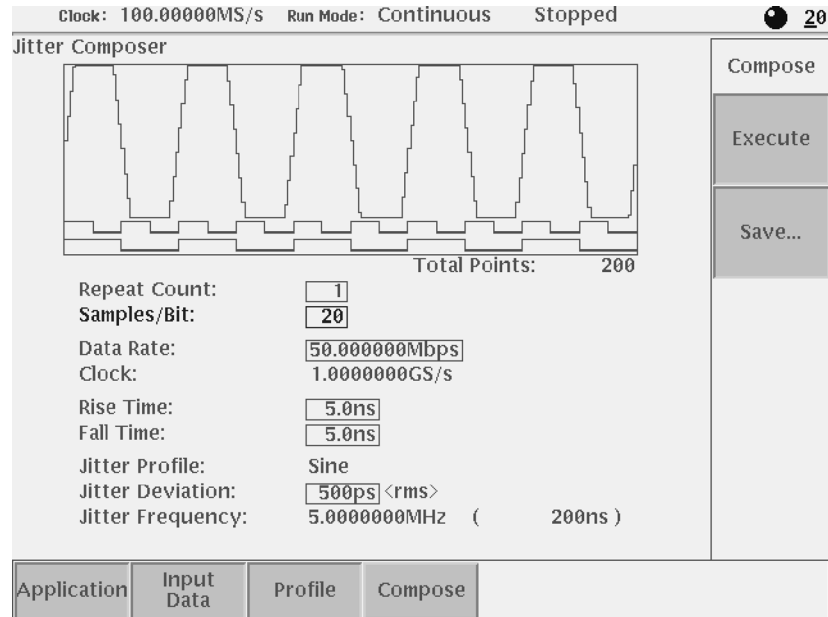 Clock: 100.00000MS/s Run Mode: Continuous Stopped 20
Jitter Composer
Compose
Execute
Save...
Total Points: 200
Repeat Count: 1
Samples/Bit: 20
Data Rate: 50.000000Mbps
Clock: 1.0000000GS/s
Rise Time: 5.0ns
Fall Time: 5.0ns
Jitter Profile: Sine
Jitter Deviation: 500ps <rms>
Jitter Frequency: 5.0000000MHz ( 200ns )
Application
Input
Data
Profile
Compose